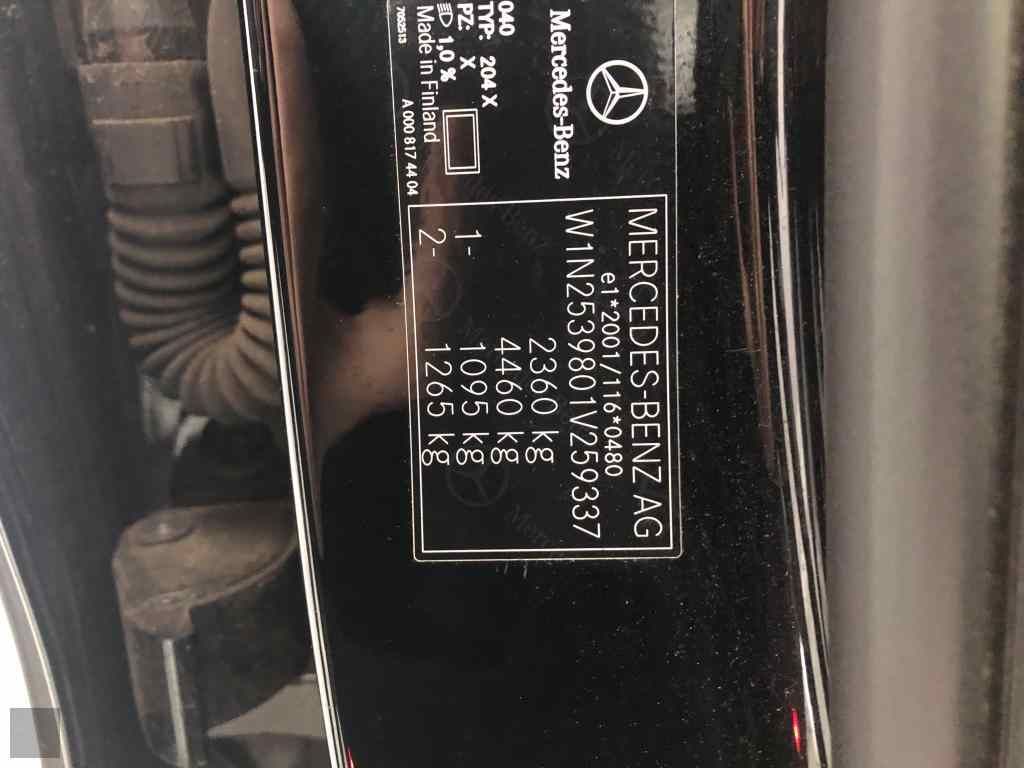 Mercedes-Benz
040
TYP: 204 X
PZ: X
1,0 %
Made in Finland
7052513
A 000 817 44 04
MERCEDES-BENZ AG
e1*2001/116*0480
W1N2539801V259337
2360 kg
4460 kg
1- 1095 kg
2- 1265 kg